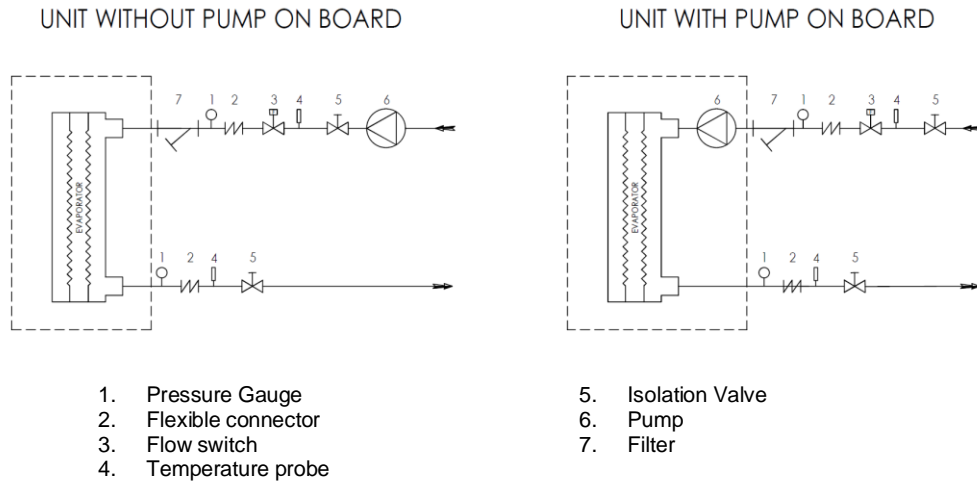 UNIT WITHOUT PUMP ON BOARD
7 1 2 3 4 5 6
EVAPORATOR
1 2 4 5
UNIT WITH PUMP ON BOARD
6 7 1 2 3 4 5
EVAPORATOR
1 2 4 5
1. Pressure Gauge
2. Flexible connector
3. Flow switch
4. Temperature probe
5. Isolation Valve
6. Pump
7. Filter